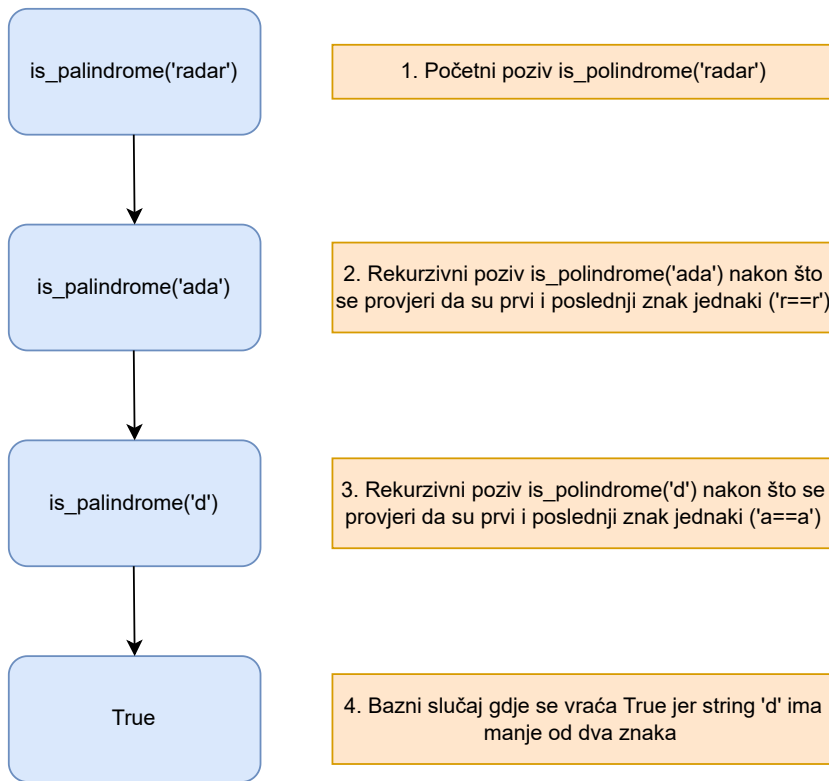 is_palindrome('radar')
1. Početni poziv is_polindrome('radar')
is_palindrome('ada')
2. Rekurzivni poziv is_polindrome('ada') nakon što
se provjeri da su prvi i poslednji znak jednaki ('r==r')
is_palindrome('d')
3. Rekurzivni poziv is_polindrome('d') nakon što se
provjeri da su prvi i poslednji znak jednaki ('a==a')
True
4. Bazni slučaj gdje se vraća True jer string 'd' ima
manje od dva znaka